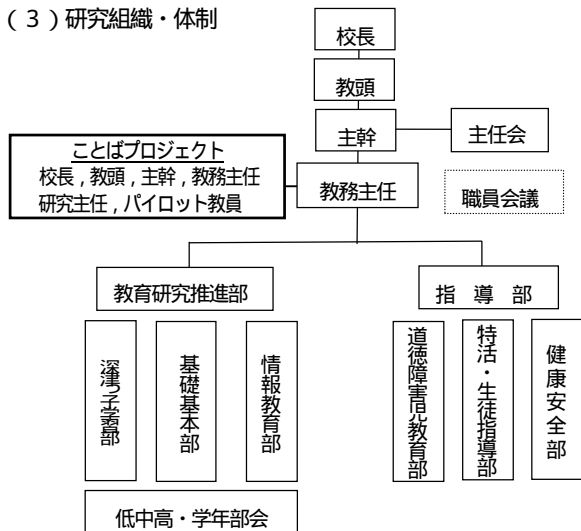 (3)研究組織・体制
校長
教頭
主幹
主任会
ことばプロジェクト
校長,教頭,主幹,教務主任
研究主任,パイロット教員
教務主任
職員会議
教育研究推進部
指導部
深津っ子学習部
基礎基本部
情報教育部
道徳障害児教育部
特活・生徒指導部
健康安全部
低中高・学年部会